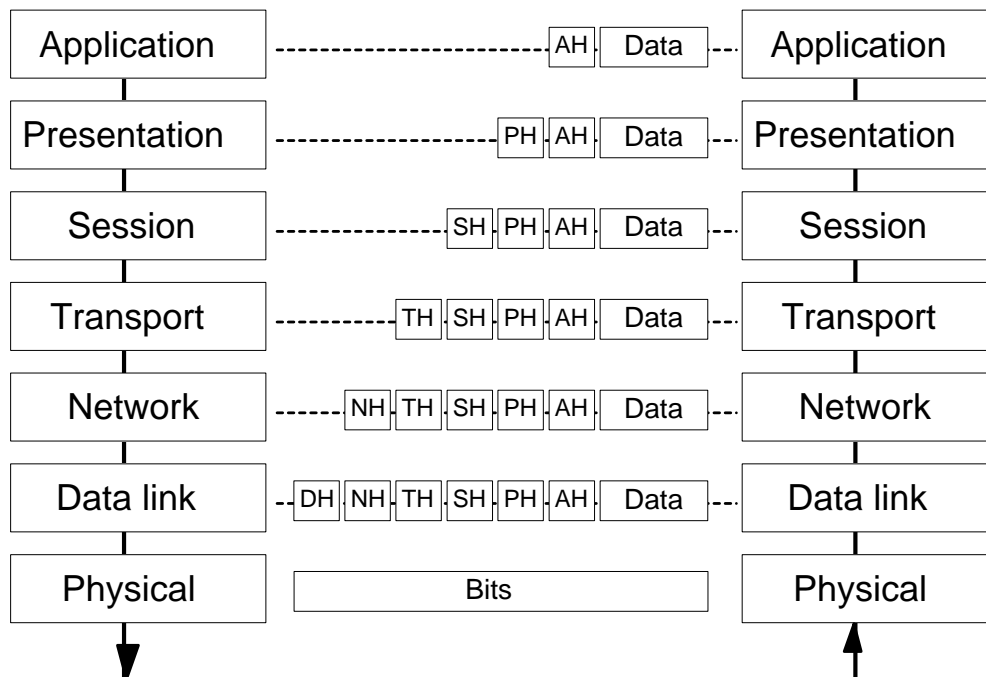 Application AH Data Application
Presentation PH AH Data Presentation
Session SH PH AH Data Session
Transport TH SH PH AH Data Transport
Network NH TH SH PH AH Data Network
Data link DH NH TH SH PH AH Data Data link
Physical Bits Physical